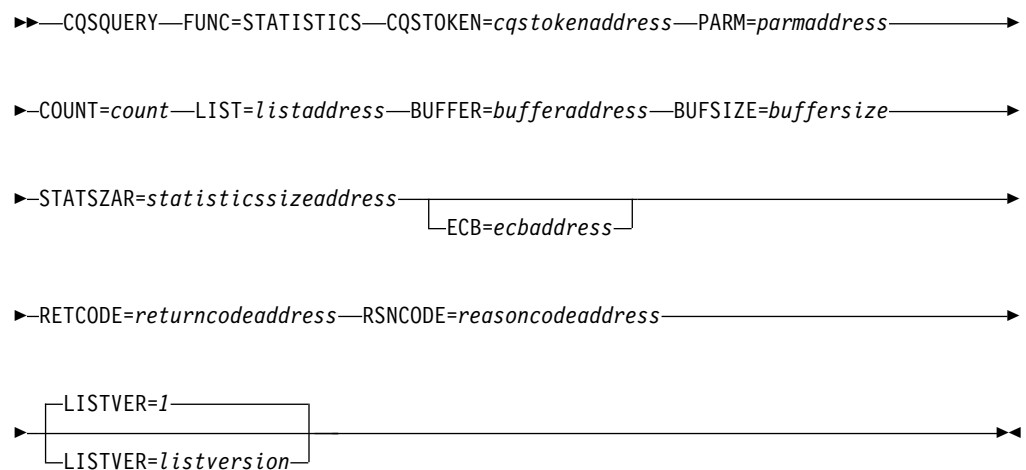 CQSQUERY FUNC=STATISTICS CQSTOKEN=cqstokenaddress PARM=parmaddress
COUNT=count LIST=listaddress BUFFER=bufferaddress BUFSIZE=buffersize
STATSZAR=statisticssizeaddress
ECB=ecbaddress
RETCODE=returncodeaddress RSNCODE=reasoncodeaddress
LISTVER=1
LISTVER=listversion